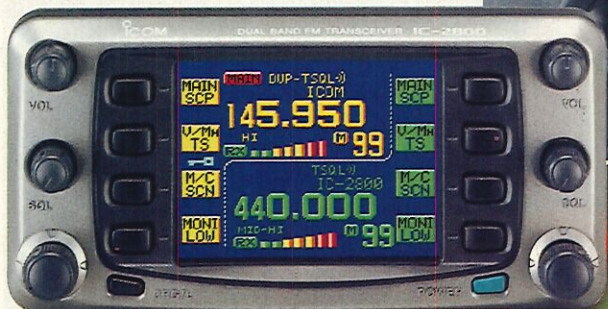 ICOM DUAL BAND FM TRANSCEIVER IC-2800
MAIN SCP MAIN DUP-TSQL MAIN SCP
ICOM
VOL VOL
V/MH TS 145.950 V/MH TS
HI M 99
RX
M/C SCN TSQL M/C SCN
IC-2800
SQL SQL
440.000
MONI LOW MID-HI M 99 MONI LOW
RX
POWER